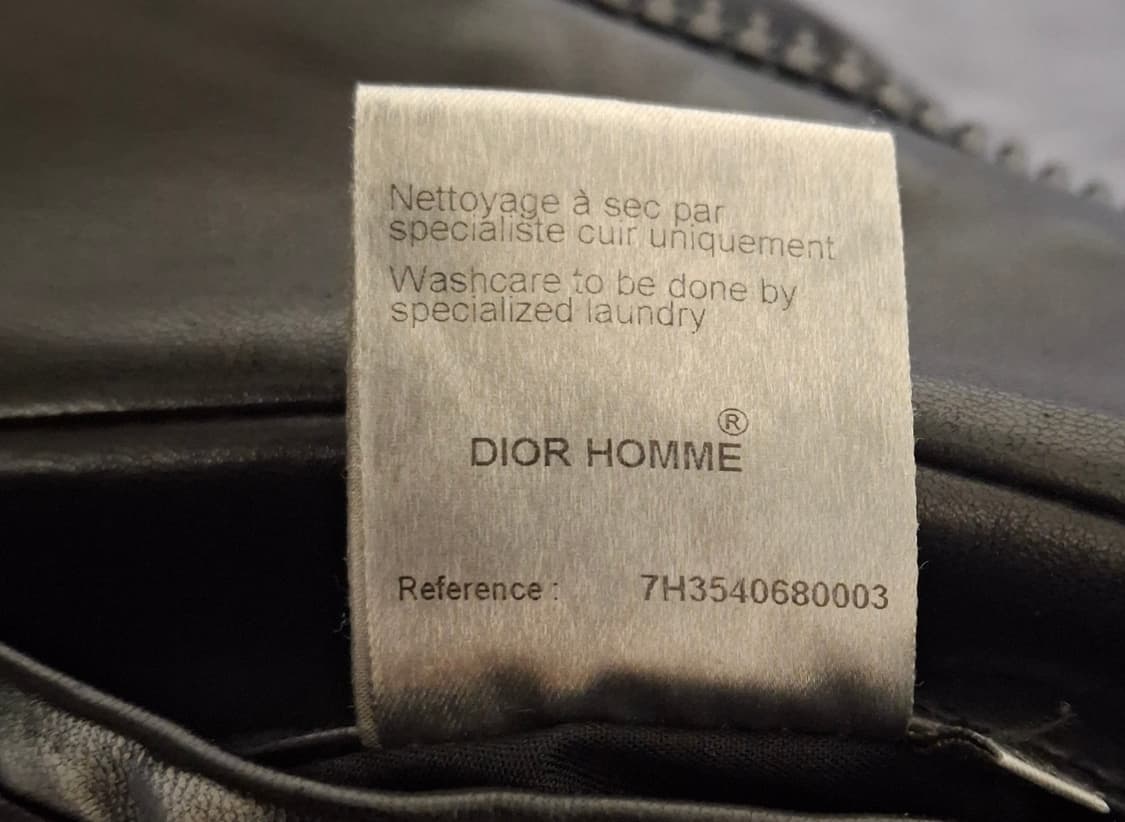 Nettoyage à sec par
specialiste cuir uniquement
Washcare to be done by
specialized laundry
DIOR HOMME®
Reference : 7H3540680003